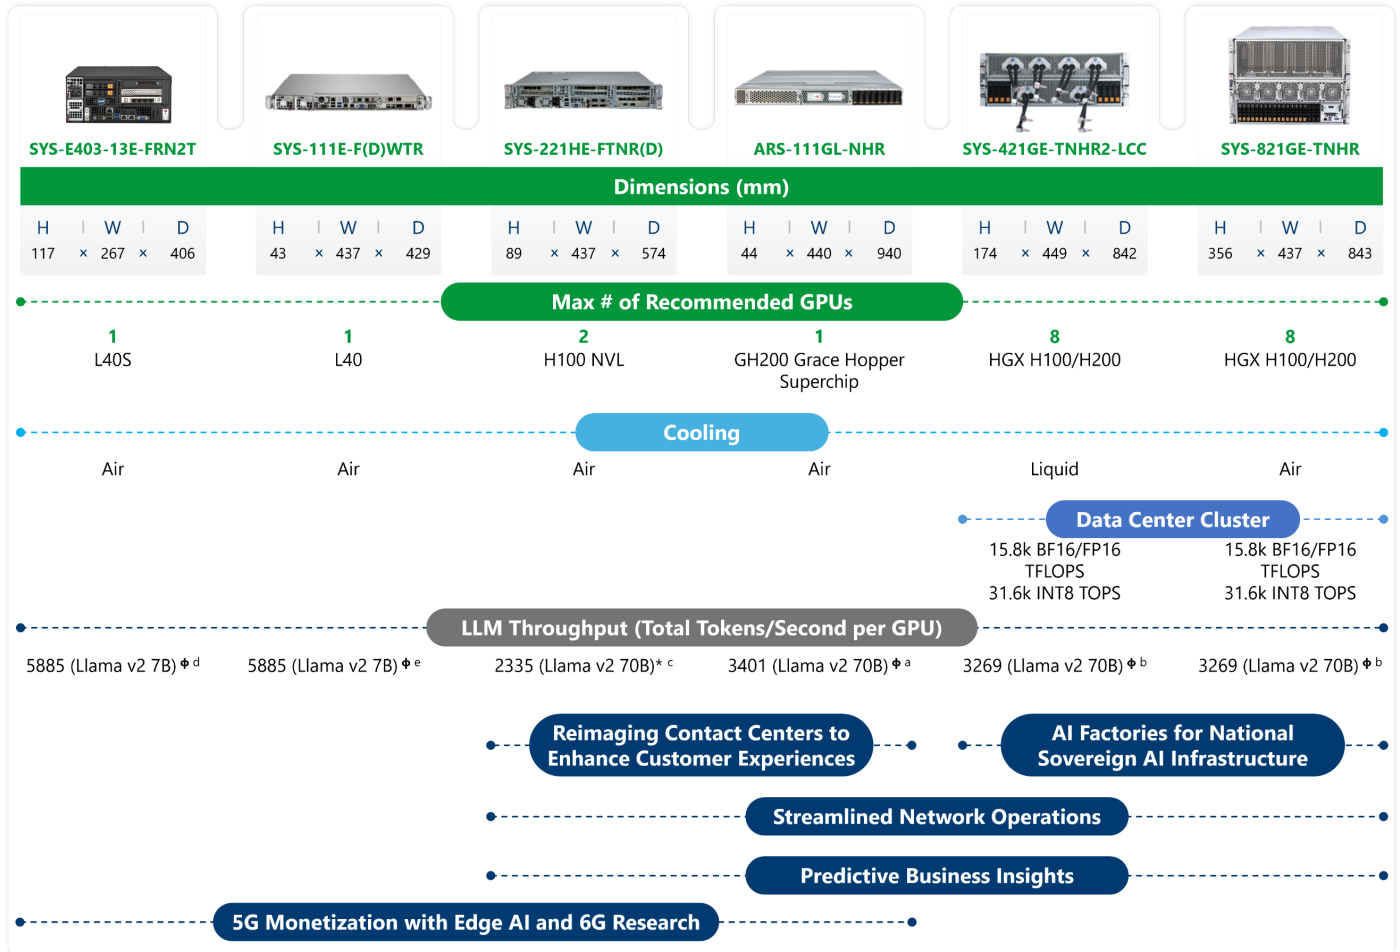 SYS-E403-13E-FRN2T SYS-111E-F(D)WTR SYS-221HE-FTNR(D) ARS-111GL-NHR SYS-421GE-TNHR2-LCC SYS-821GE-TNHR
Dimensions (mm)
H | W | D H | W | D H | W | D H | W | D H | W | D H | W | D
117 × 267 × 406 43 × 437 × 429 89 × 437 × 574 44 × 440 × 940 174 × 449 × 842 356 × 437 × 843
Max # of Recommended GPUs
1 1 2 1 8 8
L40S L40 H100 NVL GH200 Grace Hopper HGX H100/H200 HGX H100/H200
Superchip
Cooling
Air Air Air Air Liquid Air
Data Center Cluster
15.8k BF16/FP16 15.8k BF16/FP16
TFLOPS TFLOPS
31.6k INT8 TOPS 31.6k INT8 TOPS
LLM Throughput (Total Tokens/Second per GPU)
5885 (Llama v2 7B) Φ d 5885 (Llama v2 7B) Φ e 2335 (Llama v2 70B)* c 3401 (Llama v2 70B) Φ a 3269 (Llama v2 70B) Φ b 3269 (Llama v2 70B) Φ b
Reimaging Contact Centers to
Enhance Customer Experiences
AI Factories for National
Sovereign AI Infrastructure
Streamlined Network Operations
Predictive Business Insights
5G Monetization with Edge AI and 6G Research